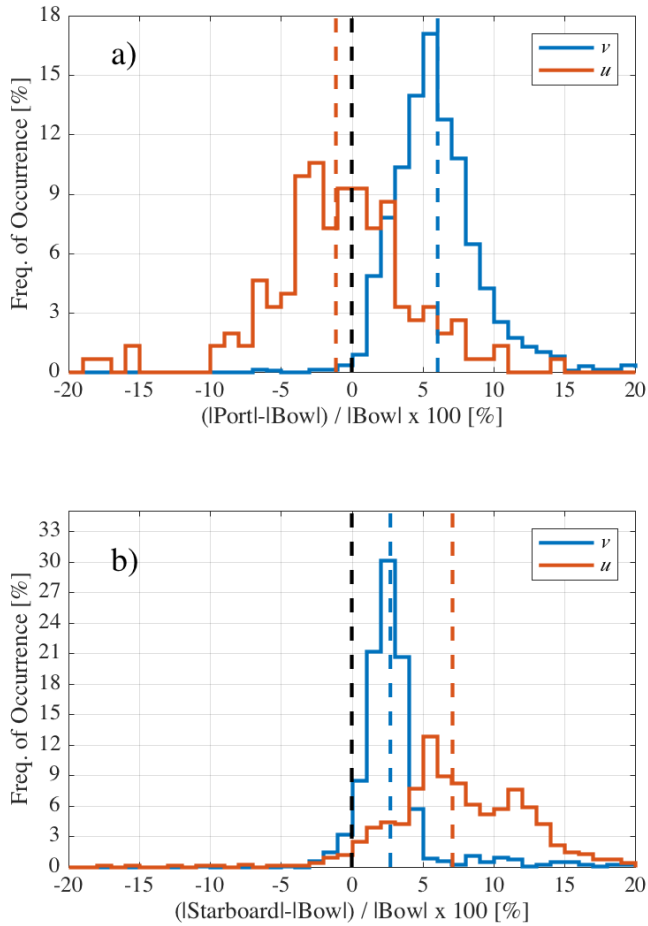 a)
v
u
Freq. of Occurrence [%]
18
15
12
9
6
3
0
-20 -15 -10 -5 0 5 10 15 20
(|Port|-|Bow|) / |Bow| x 100 [%]
b)
v
u
Freq. of Occurrence [%]
33
30
27
24
21
18
15
12
9
6
3
0
-20 -15 -10 -5 0 5 10 15 20
(|Starboard|-|Bow|) / |Bow| x 100 [%]